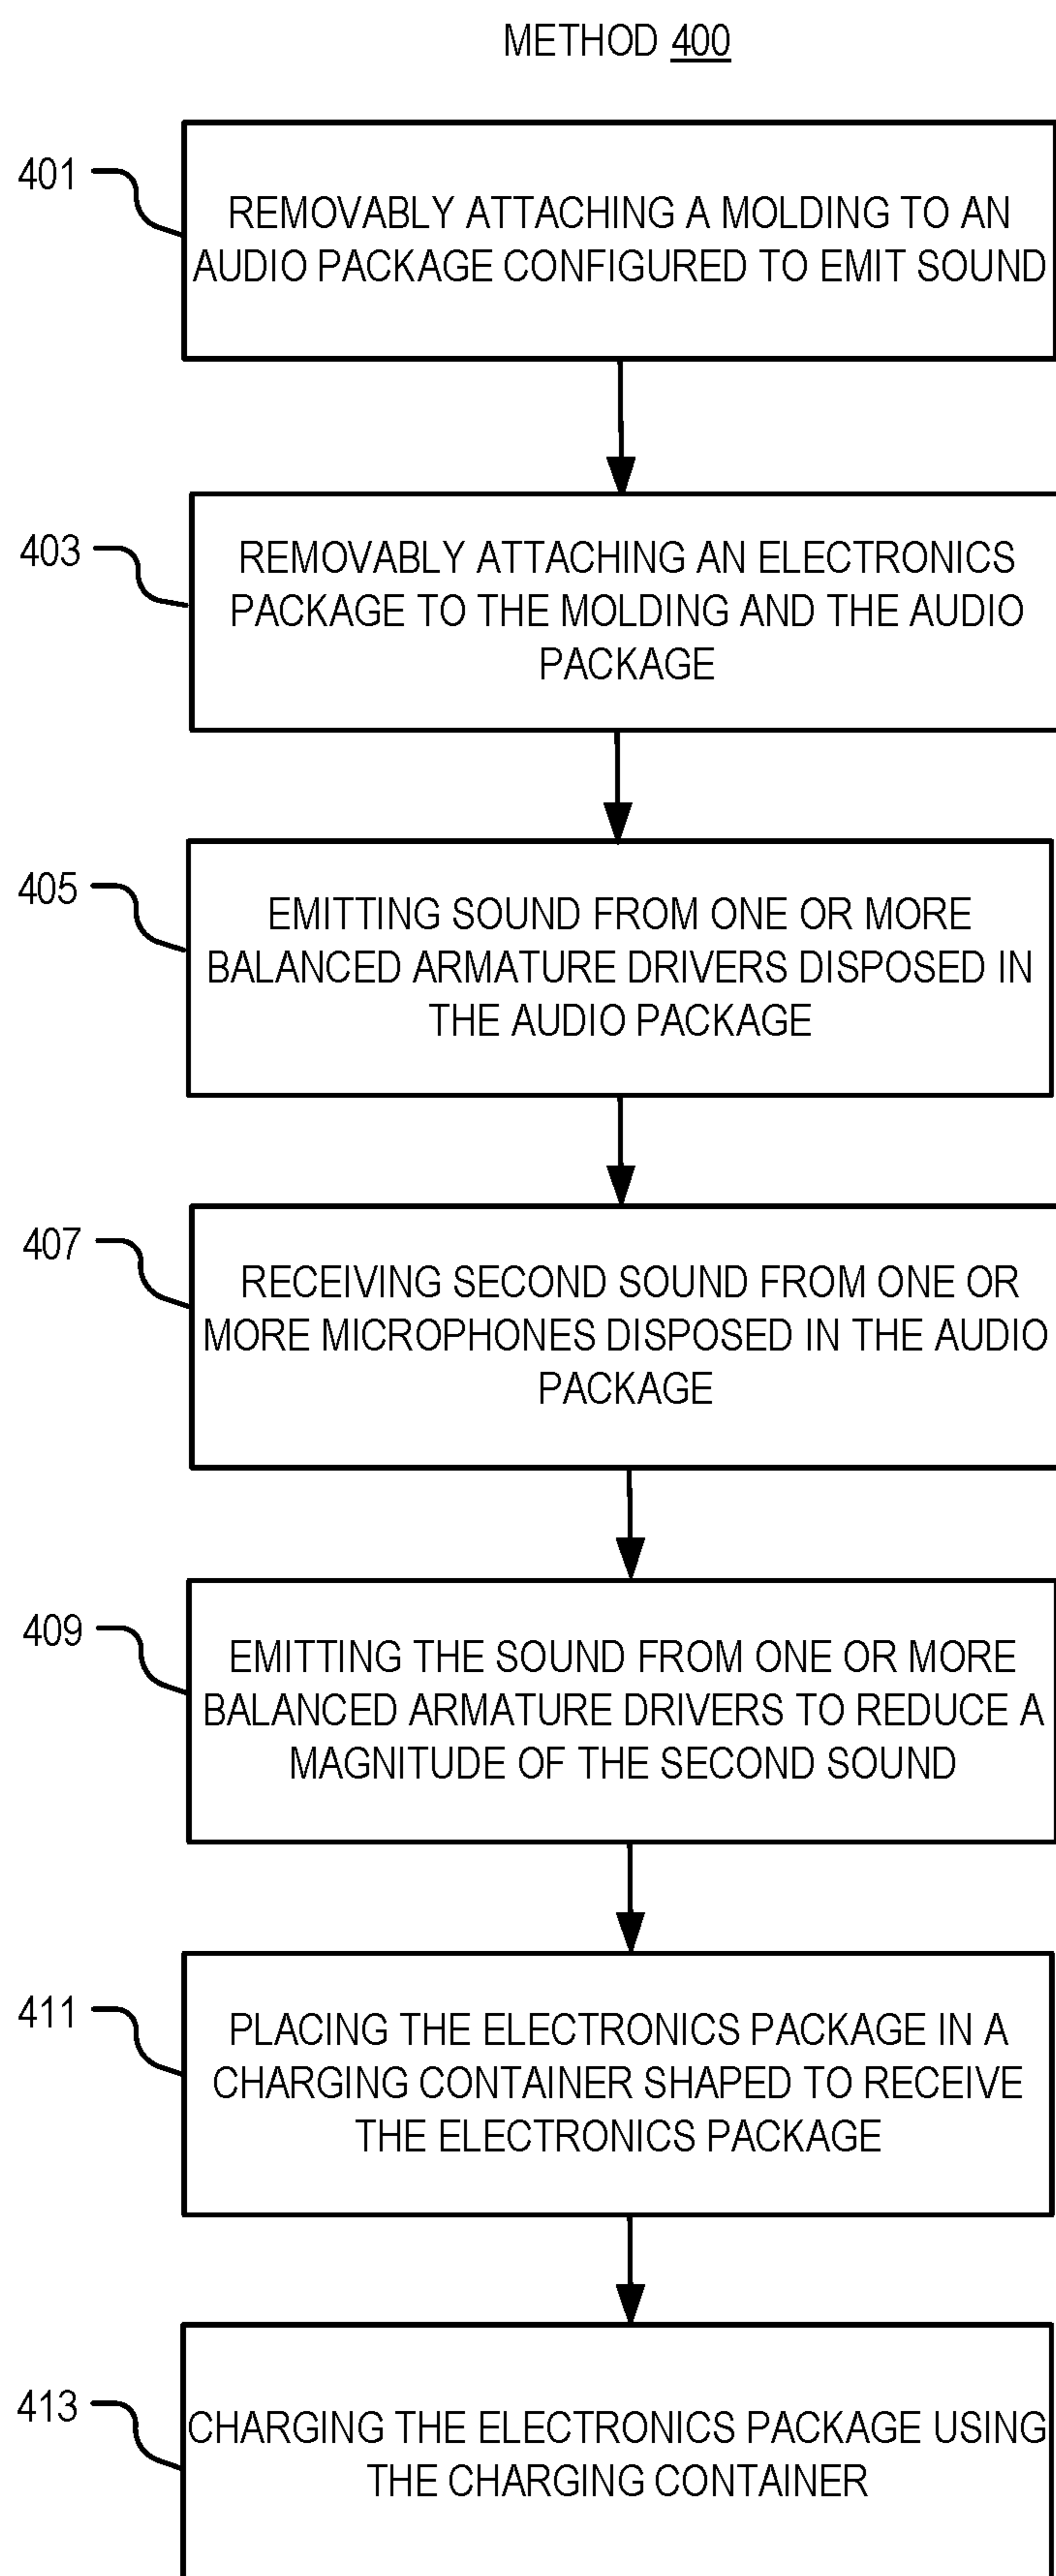 METHOD 400
401
REMOVABLY ATTACHING A MOLDING TO AN
AUDIO PACKAGE CONFIGURED TO EMIT SOUND
403
REMOVABLY ATTACHING AN ELECTRONICS
PACKAGE TO THE MOLDING AND THE AUDIO
PACKAGE
405
EMITTING SOUND FROM ONE OR MORE
BALANCED ARMATURE DRIVERS DISPOSED IN
THE AUDIO PACKAGE
407
RECEIVING SECOND SOUND FROM ONE OR
MORE MICROPHONES DISPOSED IN THE AUDIO
PACKAGE
409
EMITTING THE SOUND FROM ONE OR MORE
BALANCED ARMATURE DRIVERS TO REDUCE A
MAGNITUDE OF THE SECOND SOUND
411
PLACING THE ELECTRONICS PACKAGE IN A
CHARGING CONTAINER SHAPED TO RECEIVE
THE ELECTRONICS PACKAGE
413
CHARGING THE ELECTRONICS PACKAGE USING
THE CHARGING CONTAINER